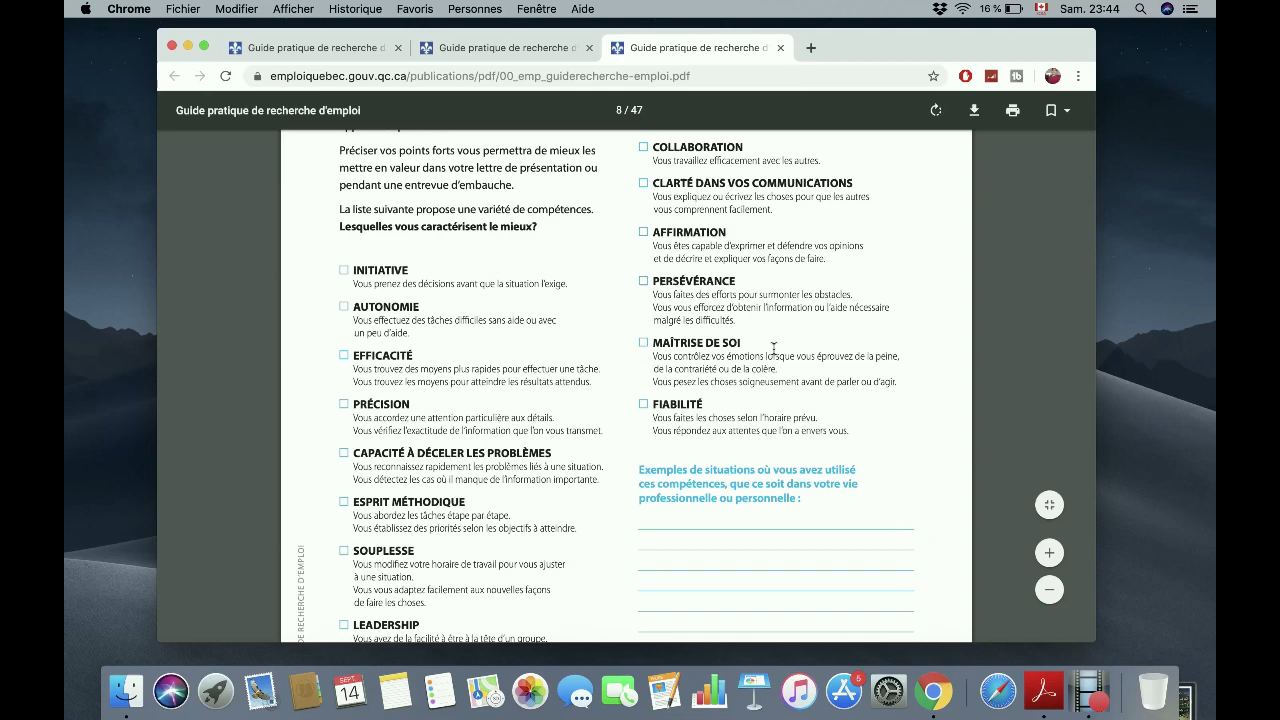 Chrome Fichier Modifier Afficher Historique Favoris Personnes Fenêtre Aide
16 % Sam. 23:44
Guide pratique de recherche d
Guide pratique de recherche d
Guide pratique de recherche d
emploiquebec.gouv.qc.ca/publications/pdf/00_emp_guiderecherche-emploi.pdf
Guide pratique de recherche d'emploi
8 / 47
Préciser vos points forts vous permettra de mieux les
mettre en valeur dans votre lettre de présentation ou
pendant une entrevue d'embauche.
La liste suivante propose une variété de compétences.
Lesquelles vous caractérisent le mieux?
INITIATIVE
Vous prenez des décisions avant que la situation l'exige.
AUTONOMIE
Vous effectuez des tâches difficiles sans aide ou avec
un peu d'aide.
EFFICACITÉ
Vous trouvez des moyens plus rapides pour effectuer une tâche.
Vous trouvez les moyens pour atteindre les résultats attendus.
PRÉCISION
Vous accordez une attention particulière aux détails.
Vous vérifiez l'exactitude de l'information que l'on vous transmet.
CAPACITÉ À DÉCELER LES PROBLÈMES
Vous reconnaissez rapidement les problèmes liés à une situation.
Vous détectez les cas où il manque de l'information importante.
ESPRIT MÉTHODIQUE
Vous abordez les tâches étape par étape.
Vous établissez des priorités selon les objectifs à atteindre.
SOUPLESSE
Vous modifiez votre horaire de travail pour vous ajuster
à une situation.
Vous vous adaptez facilement aux nouvelles façons
de faire les choses.
LEADERSHIP
Vous avez de la facilité à être à la tête d'un groupe.
COLLABORATION
Vous travaillez efficacement avec les autres.
CLARTÉ DANS VOS COMMUNICATIONS
Vous expliquez ou écrivez les choses pour que les autres
vous comprennent facilement.
AFFIRMATION
Vous êtes capable d'exprimer et défendre vos opinions
et de décrire et expliquer vos façons de faire.
PERSÉVÉRANCE
Vous faites des efforts pour surmonter les obstacles.
Vous vous efforcez d'obtenir l'information ou l'aide nécessaire
malgré les difficultés.
MAÎTRISE DE SOI
Vous contrôlez vos émotions lorsque vous éprouvez de la peine,
de la contrariété ou de la colère.
Vous pesez les choses soigneusement avant de parler ou d'agir.
FIABILITÉ
Vous faites les choses selon l'horaire prévu.
Vous répondez aux attentes que l'on a envers vous.
Exemples de situations où vous avez utilisé
ces compétences, que ce soit dans votre vie
professionnelle ou personnelle :
DE RECHERCHE D'EMPLOI
SEPT.
14
5